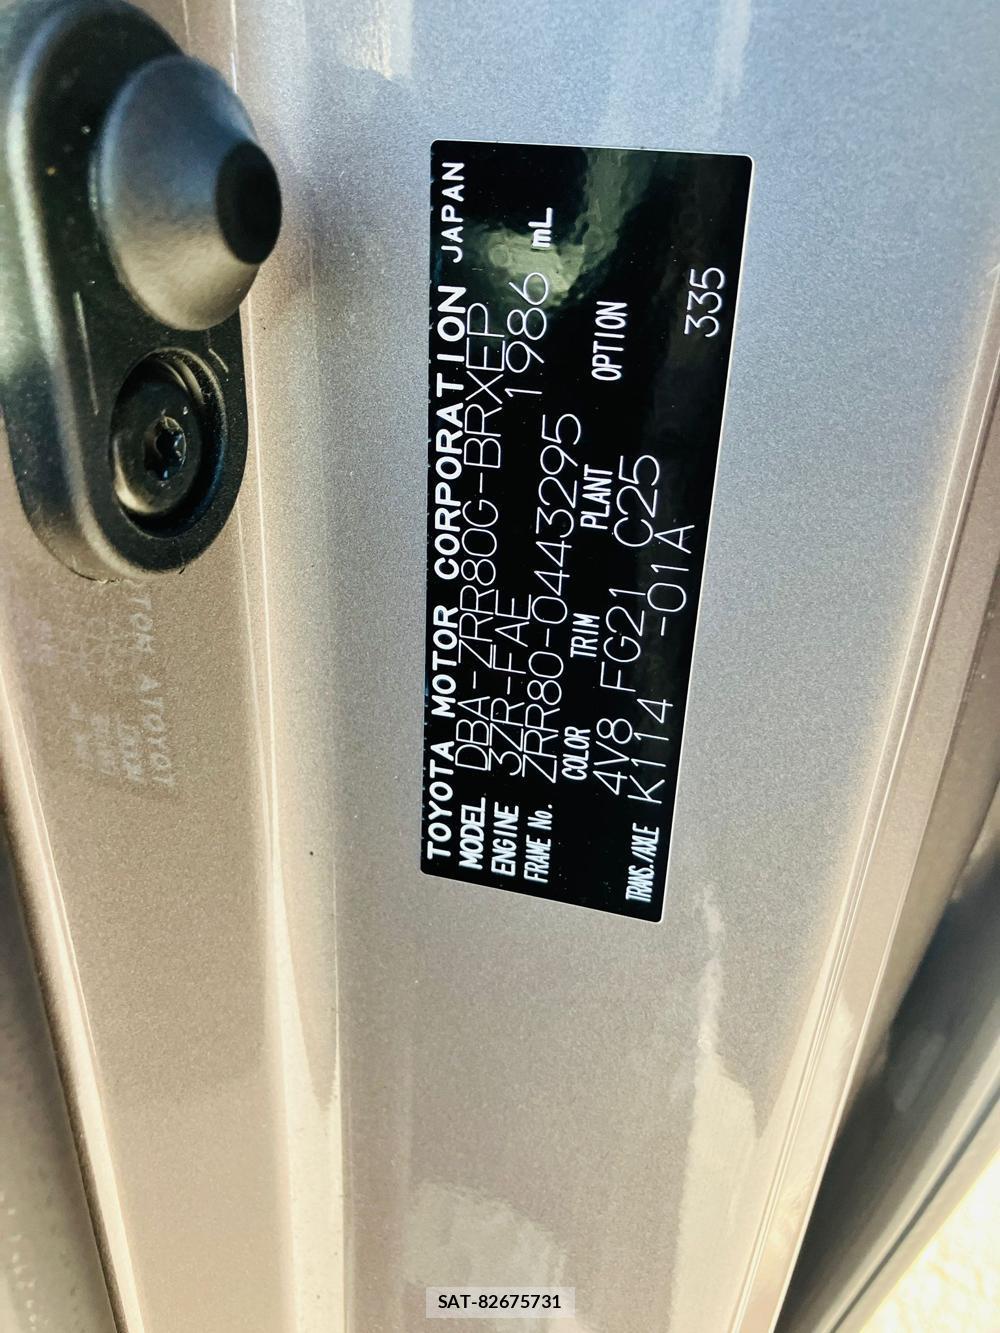 TOYOTA MOTOR CORPORATION JAPAN
MODEL DBA-ZRR80G-BRXEP
ENGINE 3ZR-FAE 1986 mL
FRAME No. ZRR80-0443295
COLOR TRIM PLANT OPTION
4V8 FG21 C25
TRANS./AXLE K114 -01A 335
SAT-82675731